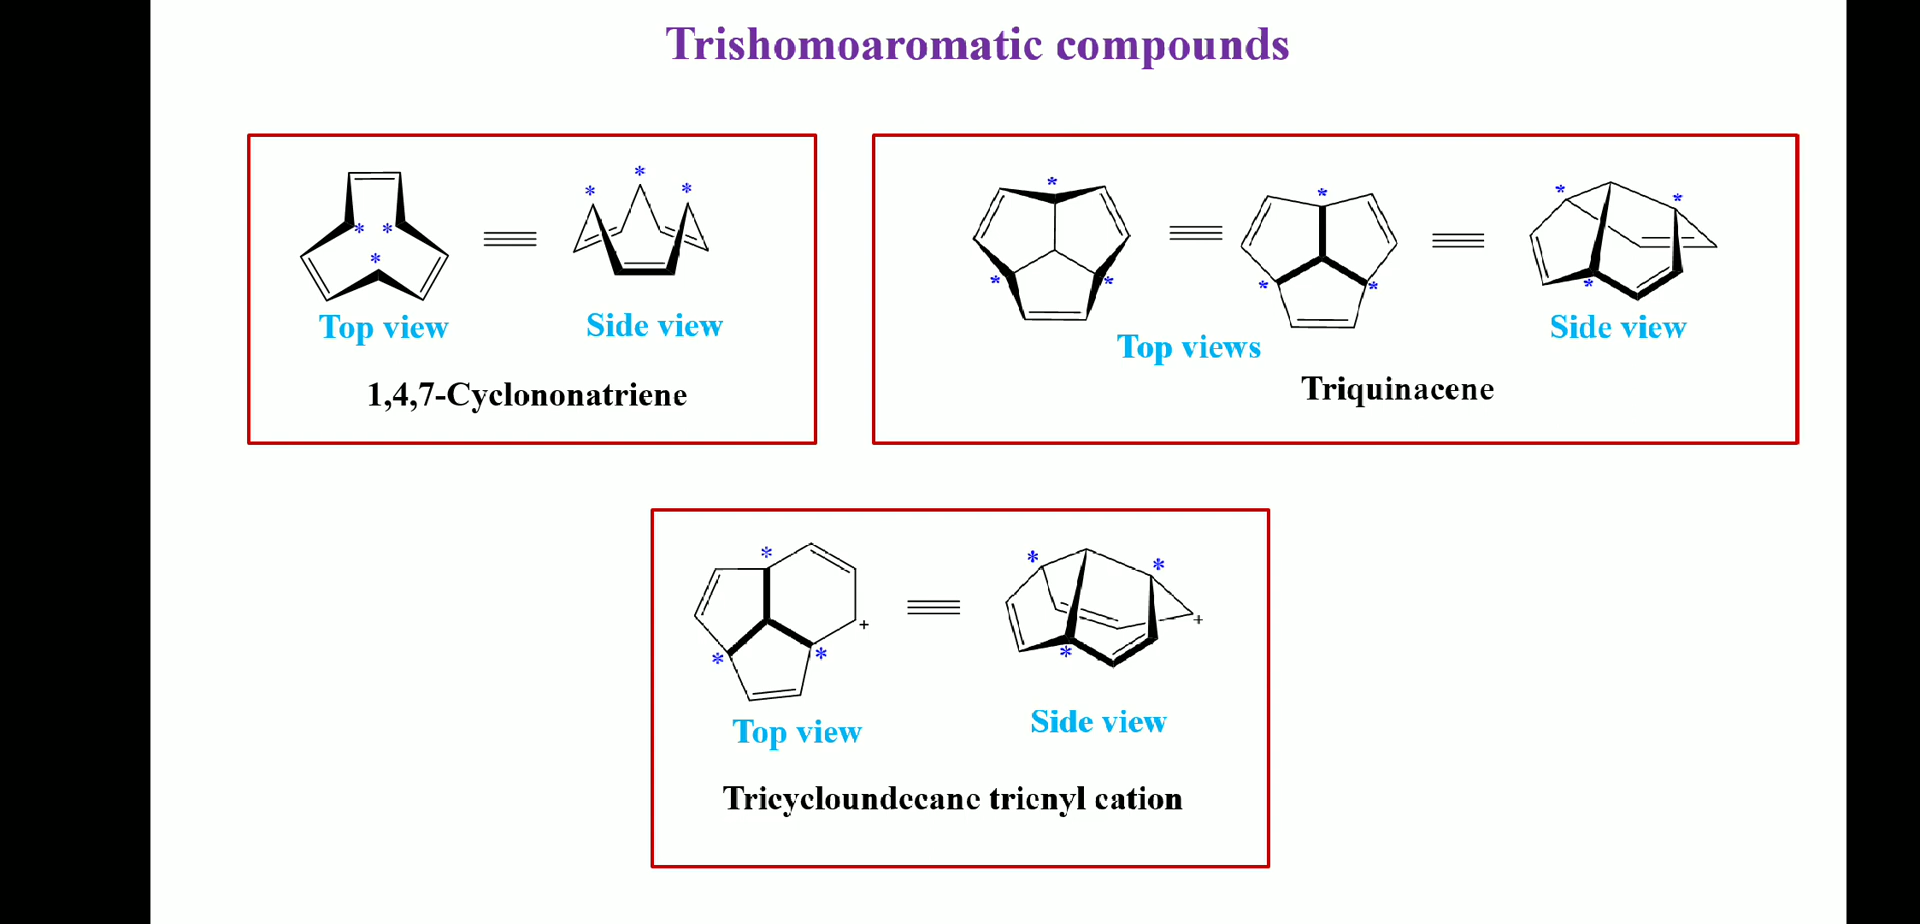 Trishomoaromatic compounds
* * *
* * *
Top view
Side view
1,4,7-Cyclononatriene
* * *
* * *
* * *
Top views
Side view
Triquinacene
* * *
+
* * *
+
Top view
Side view
Tricycloundecane trienyl cation